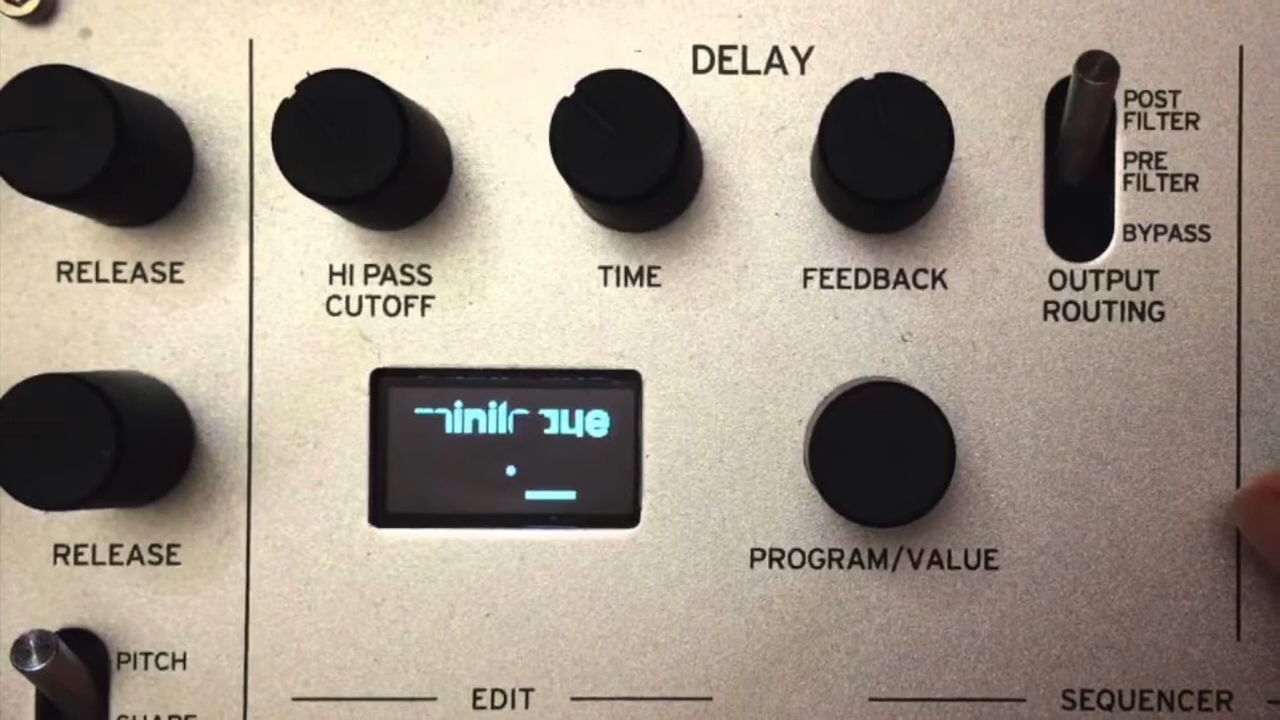 DELAY
POST
FILTER
PRE
FILTER
BYPASS
RELEASE
HI PASS
CUTOFF
TIME
FEEDBACK
OUTPUT
ROUTING
RELEASE
PROGRAM/VALUE
PITCH
EDIT
SEQUENCER